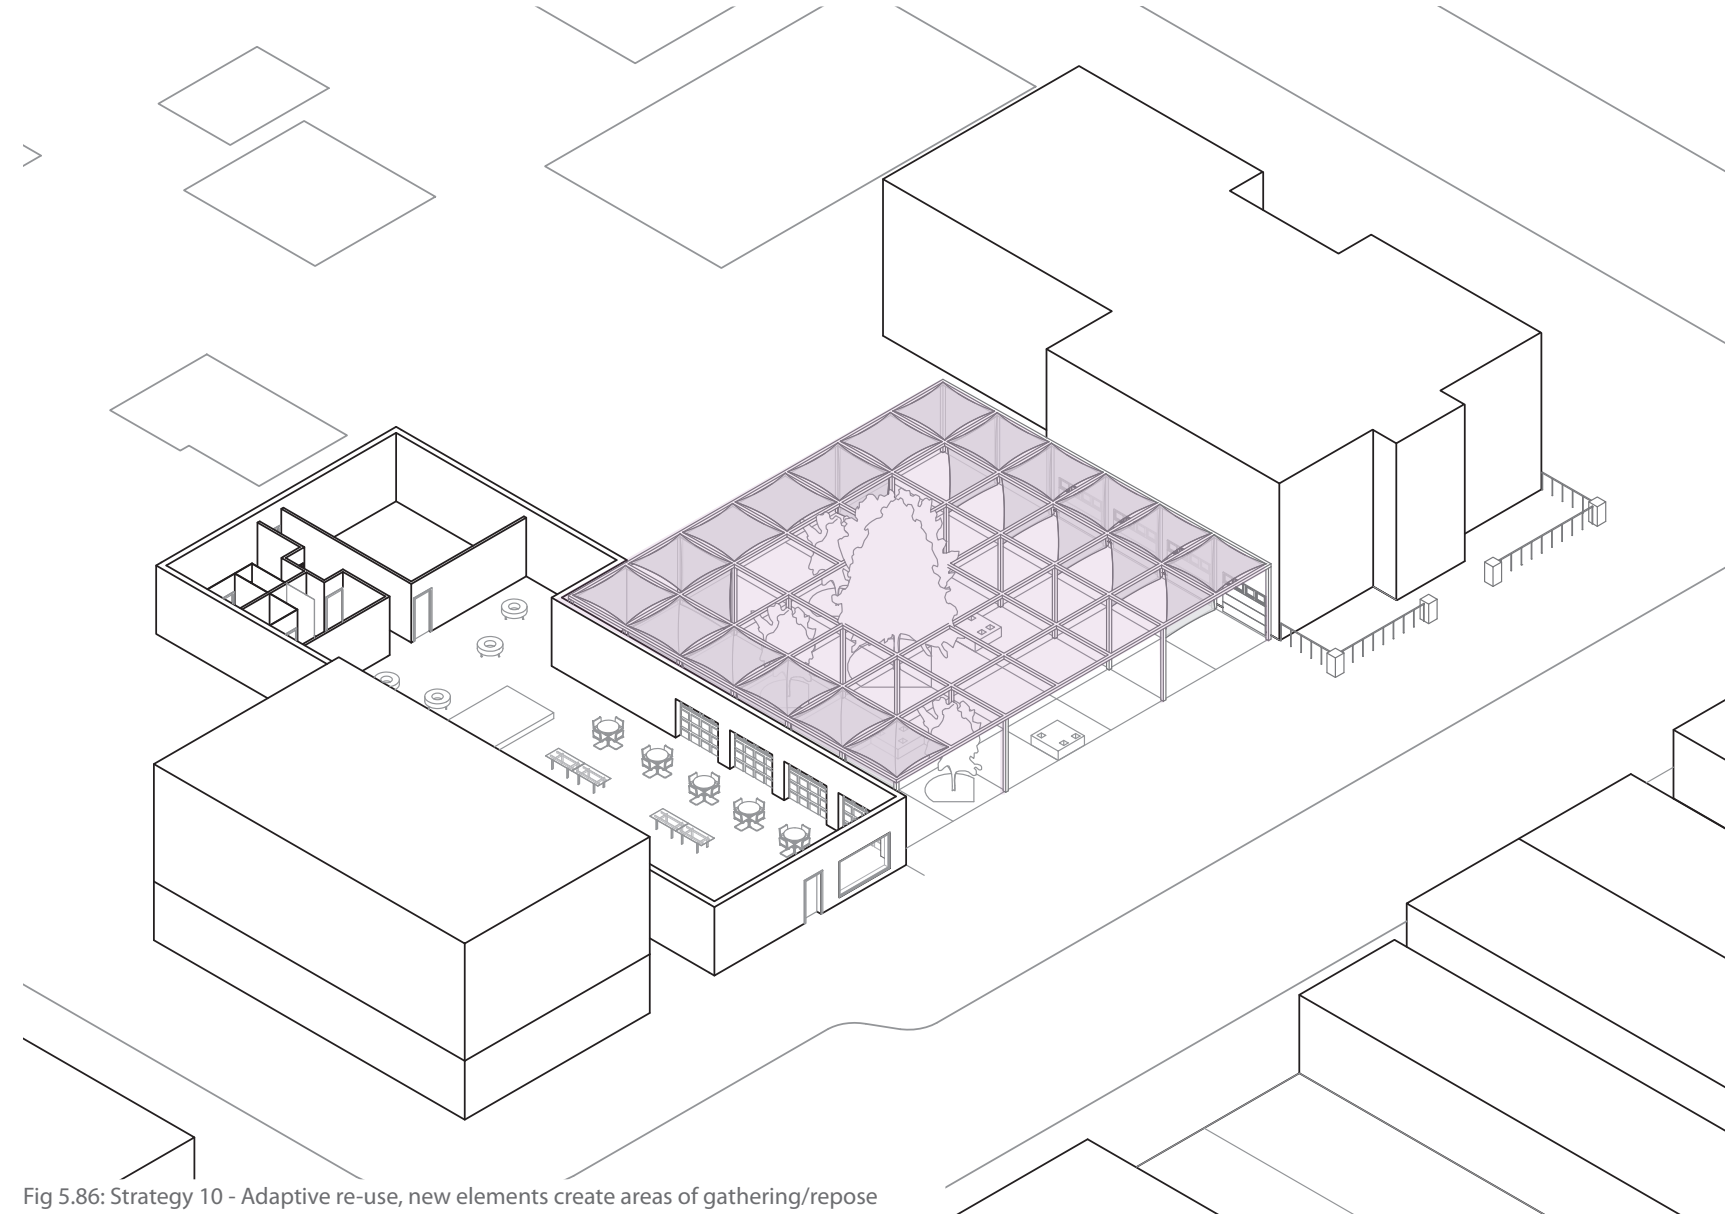 Fig 5.86: Strategy 10 - Adaptive re-use, new elements create areas of gathering/repose